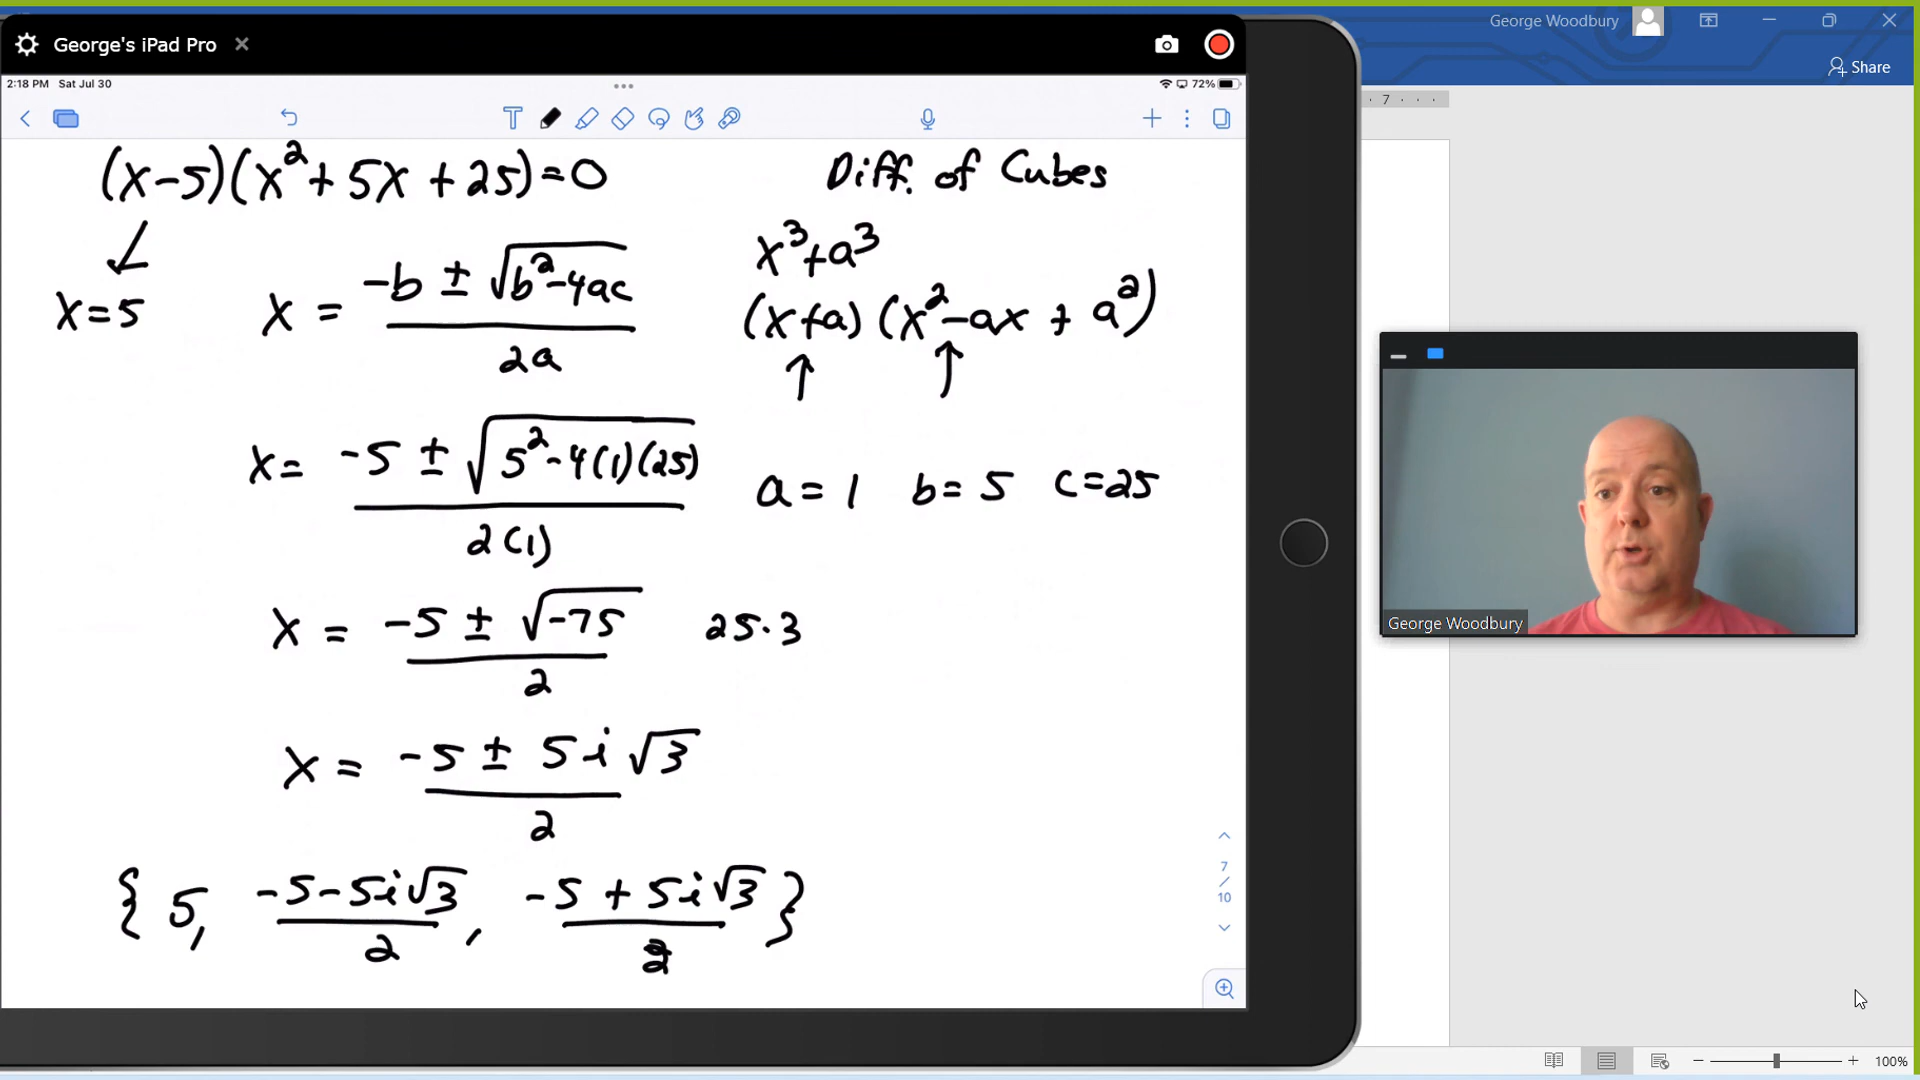 George Woodbury
George's iPad Pro
Share
2:18 PM Sat Jul 30
72%
7
(x-5)(x²+5x+25)=0
Diff. of Cubes
x³+a³
(x+a)(x²-ax+a²)
x=5
x = (-b ± √(b²-4ac)) / 2a
x= (-5 ± √(5²-4(1)(25))) / 2(1)
a=1 b=5 c=25
x = (-5 ± √-75) / 2
25·3
x = (-5 ± 5i√3) / 2
{5, (-5-5i√3) / 2, (-5+5i√3) / 2}
7
/
10
George Woodbury
100%